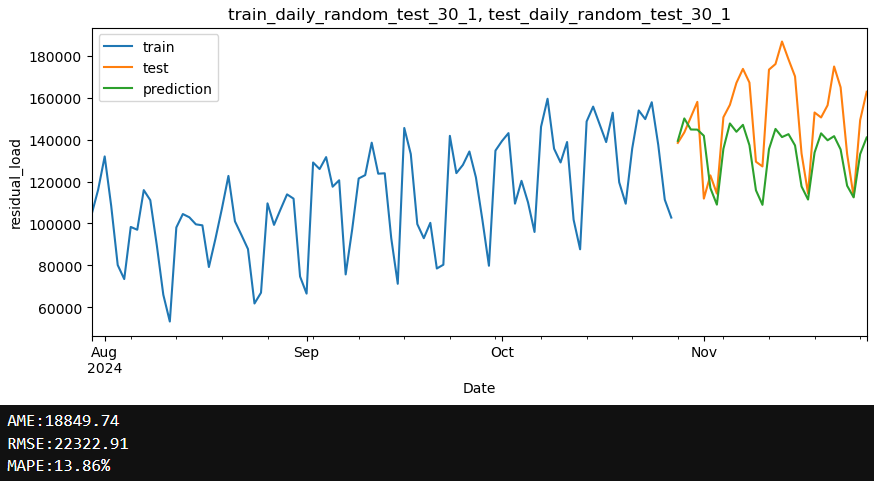 train_daily_random_test_30_1, test_daily_random_test_30_1
train
test
prediction
180000
160000
140000
120000
100000
80000
60000
residual_load
Aug
2024
Sep
Oct
Nov
Date
AME:18849.74
RMSE:22322.91
MAPE:13.86%